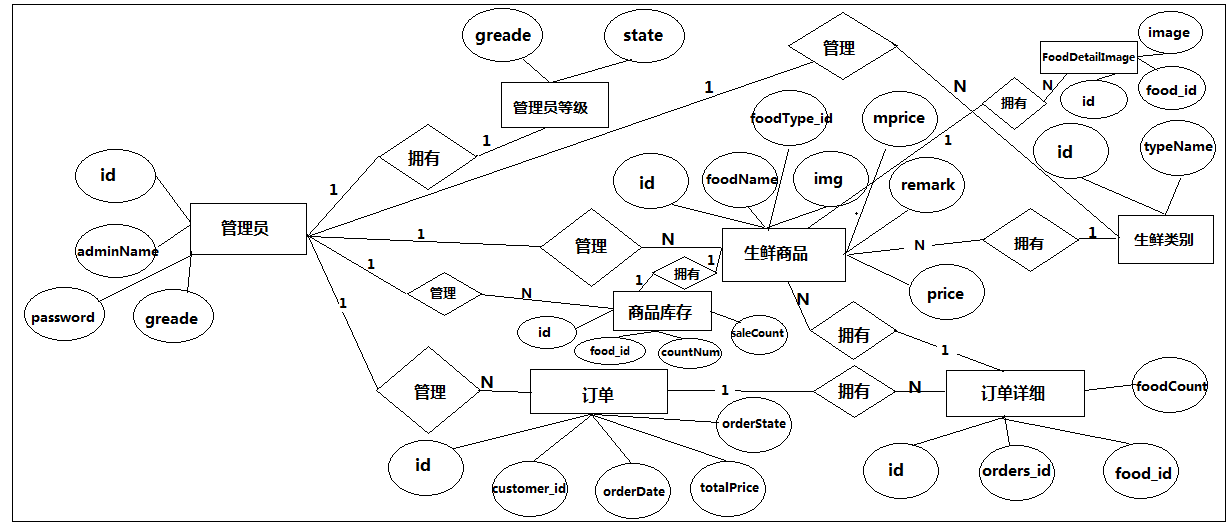 greade
state
管理
image
FoodDetailImage
管理员等级
1
N
拥有
N
id
food_id
foodType_id
mprice
1
拥有
1
1
id
typeName
id
foodName
img
remark
id
1
管理员
adminName
1
管理
N
生鲜商品
N
拥有
1
生鲜类别
1
拥有
1
1
管理
N
商品库存
price
password
greade
1
id
food_id
countNum
saleCount
N
拥有
1
管理
N
订单
1
拥有
N
订单详细
foodCount
orderState
id
customer_id
orderDate
totalPrice
id
orders_id
food_id